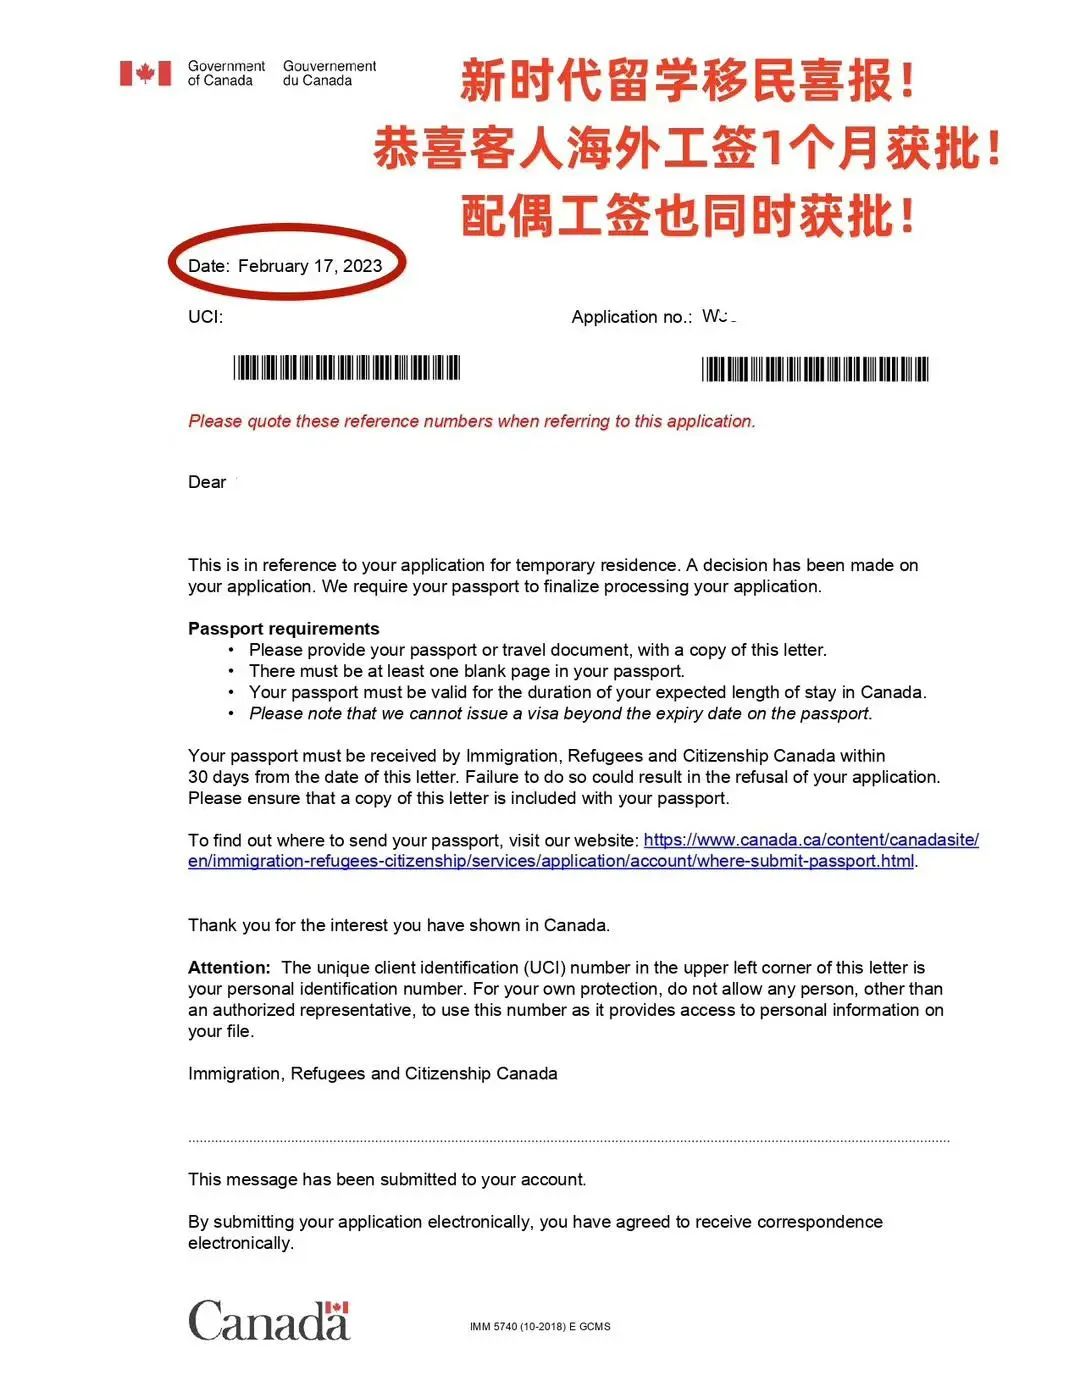 Government of Canada
Gouvernement du Canada
新时代留学移民喜报！
恭喜客人海外工签1个月获批！
配偶工签也同时获批！
Date: February 17, 2023
UCI:
Application no.:
Please quote these reference numbers when referring to this application.
Dear
This is in reference to your application for temporary residence. A decision has been made on
your application. We require your passport to finalize processing your application.
Passport requirements
• Please provide your passport or travel document, with a copy of this letter.
• There must be at least one blank page in your passport.
• Your passport must be valid for the duration of your expected length of stay in Canada.
• Please note that we cannot issue a visa beyond the expiry date on the passport.
Your passport must be received by Immigration, Refugees and Citizenship Canada within
30 days from the date of this letter. Failure to do so could result in the refusal of your application.
Please ensure that a copy of this letter is included with your passport.
To find out where to send your passport, visit our website: https://www.canada.ca/content/canadasite/
en/immigration-refugees-citizenship/services/application/account/where-submit-passport.html.
Thank you for the interest you have shown in Canada.
Attention: The unique client identification (UCI) number in the upper left corner of this letter is
your personal identification number. For your own protection, do not allow any person, other than
an authorized representative, to use this number as it provides access to personal information on
your file.
Immigration, Refugees and Citizenship Canada
This message has been submitted to your account.
By submitting your application electronically, you have agreed to receive correspondence
electronically.
Canada
IMM 5740 (10-2018) E GCMS